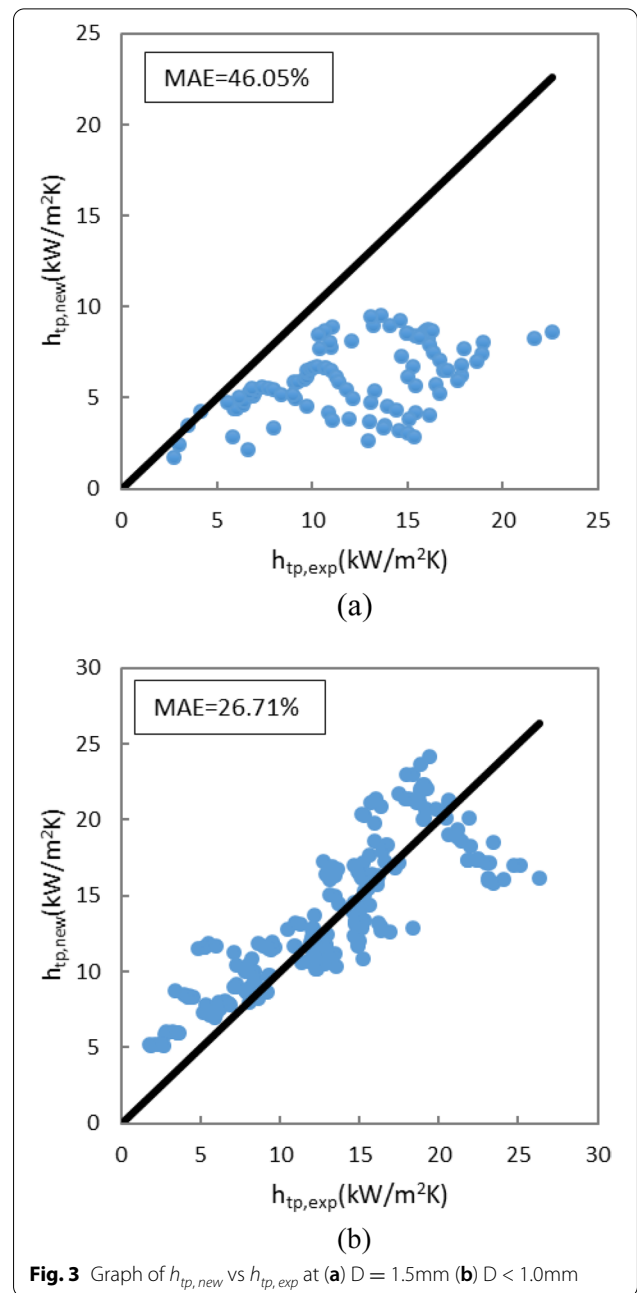 25
MAE=46.05%
20
15
10
5
0
h_tp,new(kW/m²K)
0 5 10 15 20 25
h_tp,exp(kW/m²K)
(a)
30
MAE=26.71%
25
20
15
10
5
0
h_tp,new(kW/m²K)
0 5 10 15 20 25 30
h_tp,exp(kW/m²K)
(b)
Fig. 3 Graph of h_tp, new vs h_tp, exp at (a) D = 1.5mm (b) D < 1.0mm